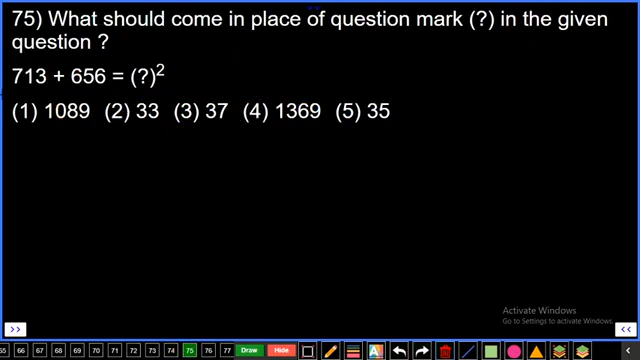 75) What should come in place of question mark (?) in the given
question ?
713 + 656 = (?)²
(1) 1089 (2) 33 (3) 37 (4) 1369 (5) 35
Activate Windows
Go to Settings to activate Windows.
>> <<
65 66 67 68 69 70 71 72 73 74 75 76 77 Draw Hide A